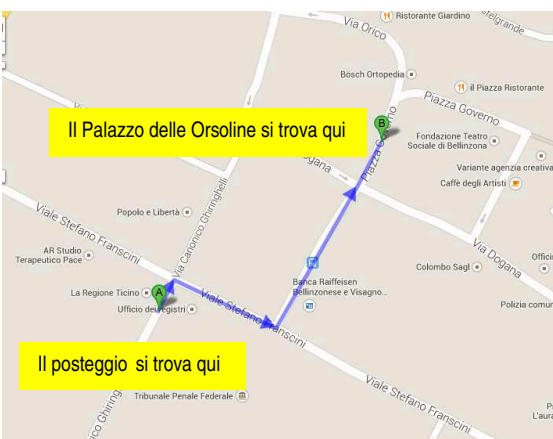 Ristorante Giardino
Via Orico
Bösch Ortopedia
il Piazza Ristorante
Piazza Governo
Il Palazzo delle Orsoline si trova qui
B
Piazza
Fondazione Teatro
Sociale di Bellinzona
Variante agenzia creativa
Caffè degli Artisti
Viale Stefano Franscini
Popolo e Libertà
Via Canonico Ghiringhelli
Via Dogana
AR Studio
Terapeutico Pace
Colombo Sagl
Banca Raiffeisen
Bellinzonese e Visagno...
La Regione Ticino
A
Viale Stefano Franscini
Ufficio dei registri
Polizia comun
Il posteggio si trova qui
Tribunale Penale Federale
Viale Stefano Franscini